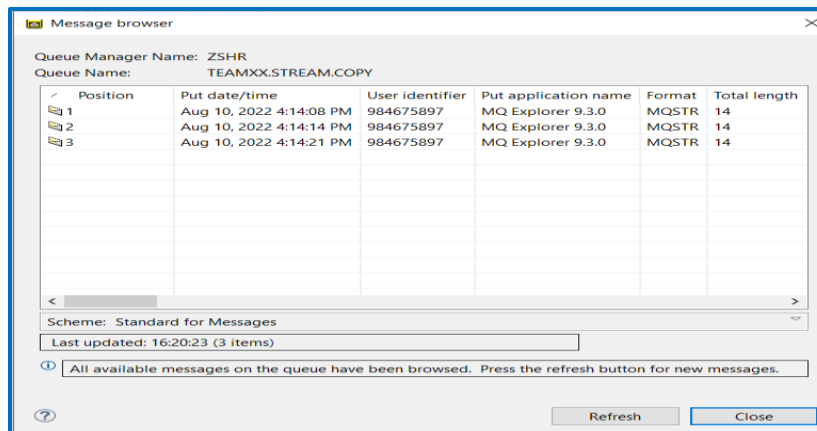 Message browser
Queue Manager Name: ZSHR
Queue Name: TEAMXX.STREAM.COPY
Position Put date/time User identifier Put application name Format Total length
1 Aug 10, 2022 4:14:08 PM 984675897 MQ Explorer 9.3.0 MQSTR 14
2 Aug 10, 2022 4:14:14 PM 984675897 MQ Explorer 9.3.0 MQSTR 14
3 Aug 10, 2022 4:14:21 PM 984675897 MQ Explorer 9.3.0 MQSTR 14
Scheme: Standard for Messages
Last updated: 16:20:23 (3 items)
All available messages on the queue have been browsed. Press the refresh button for new messages.
Refresh Close